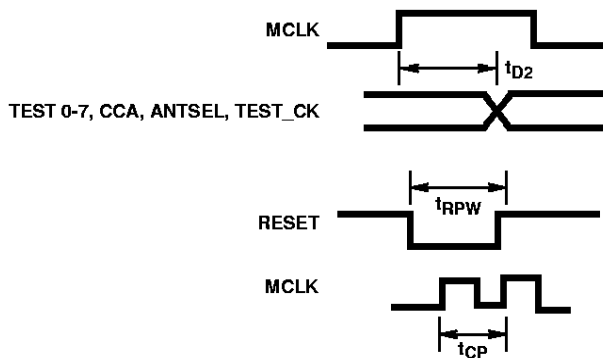 MCLK
tD2
TEST 0-7, CCA, ANTSEL, TEST_CK
tRPW
RESET
MCLK
tCP